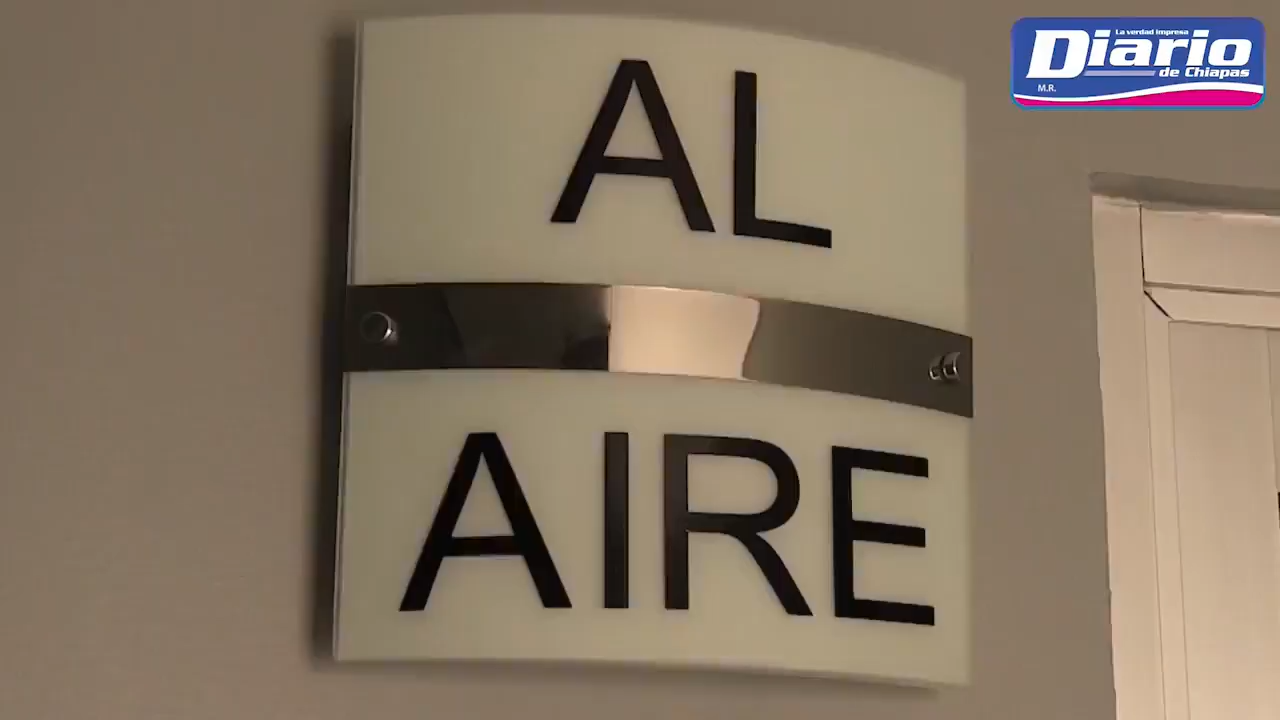 La verdad impresa
Diario
de Chiapas
M.R.
AL
AIRE